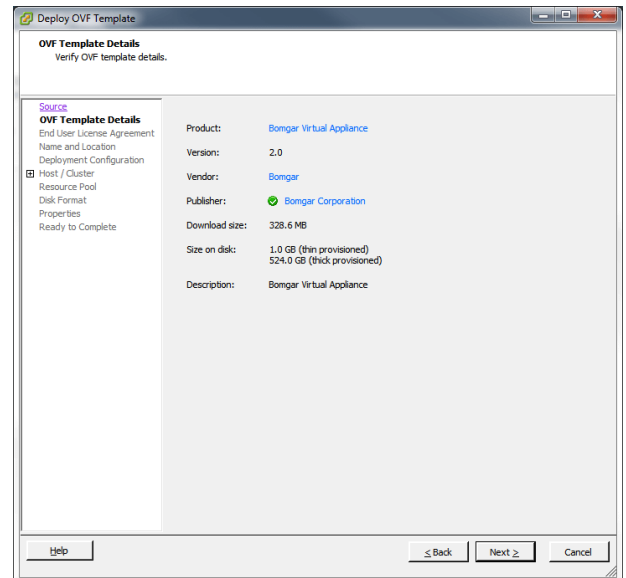 Deploy OVF Template
OVF Template Details
Verify OVF template details.
Source
OVF Template Details
End User License Agreement
Name and Location
Deployment Configuration
Host / Cluster
Resource Pool
Disk Format
Properties
Ready to Complete
Product: Bomgar Virtual Appliance
Version: 2.0
Vendor: Bomgar
Publisher: Bomgar Corporation
Download size: 328.6 MB
Size on disk: 1.0 GB (thin provisioned)
524.0 GB (thick provisioned)
Description: Bomgar Virtual Appliance
Help
≤ Back
Next ≥
Cancel